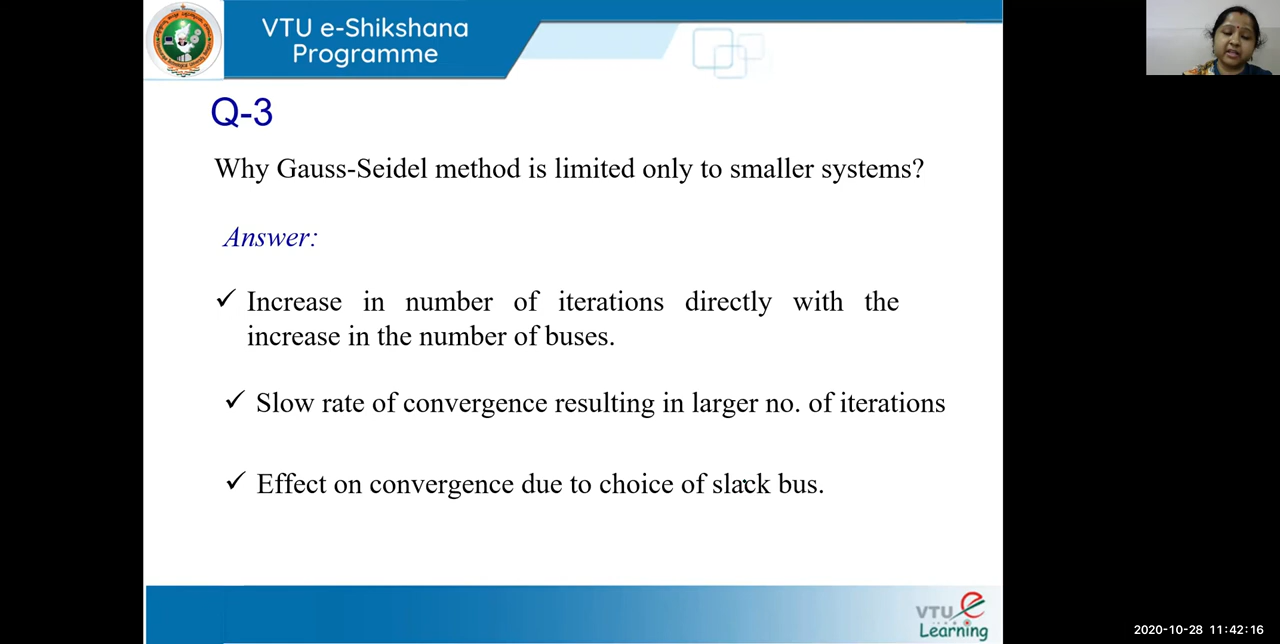 VTU e-Shikshana
Programme
Q-3
Why Gauss-Seidel method is limited only to smaller systems?
Answer:
✓ Increase in number of iterations directly with the
increase in the number of buses.
✓ Slow rate of convergence resulting in larger no. of iterations
✓ Effect on convergence due to choice of slack bus.
VTU e
Learning
2020-10-28 11:42:16